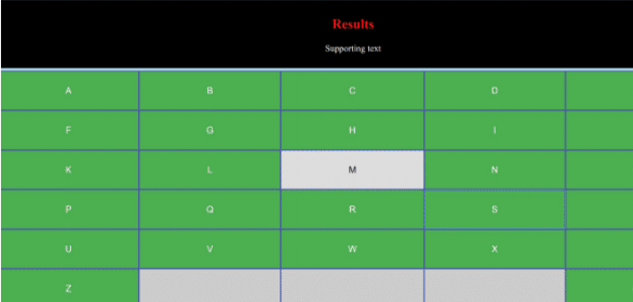 Results
Supporting text
A B C D
F G H I
K L M N
P Q R S
U V W X
Z